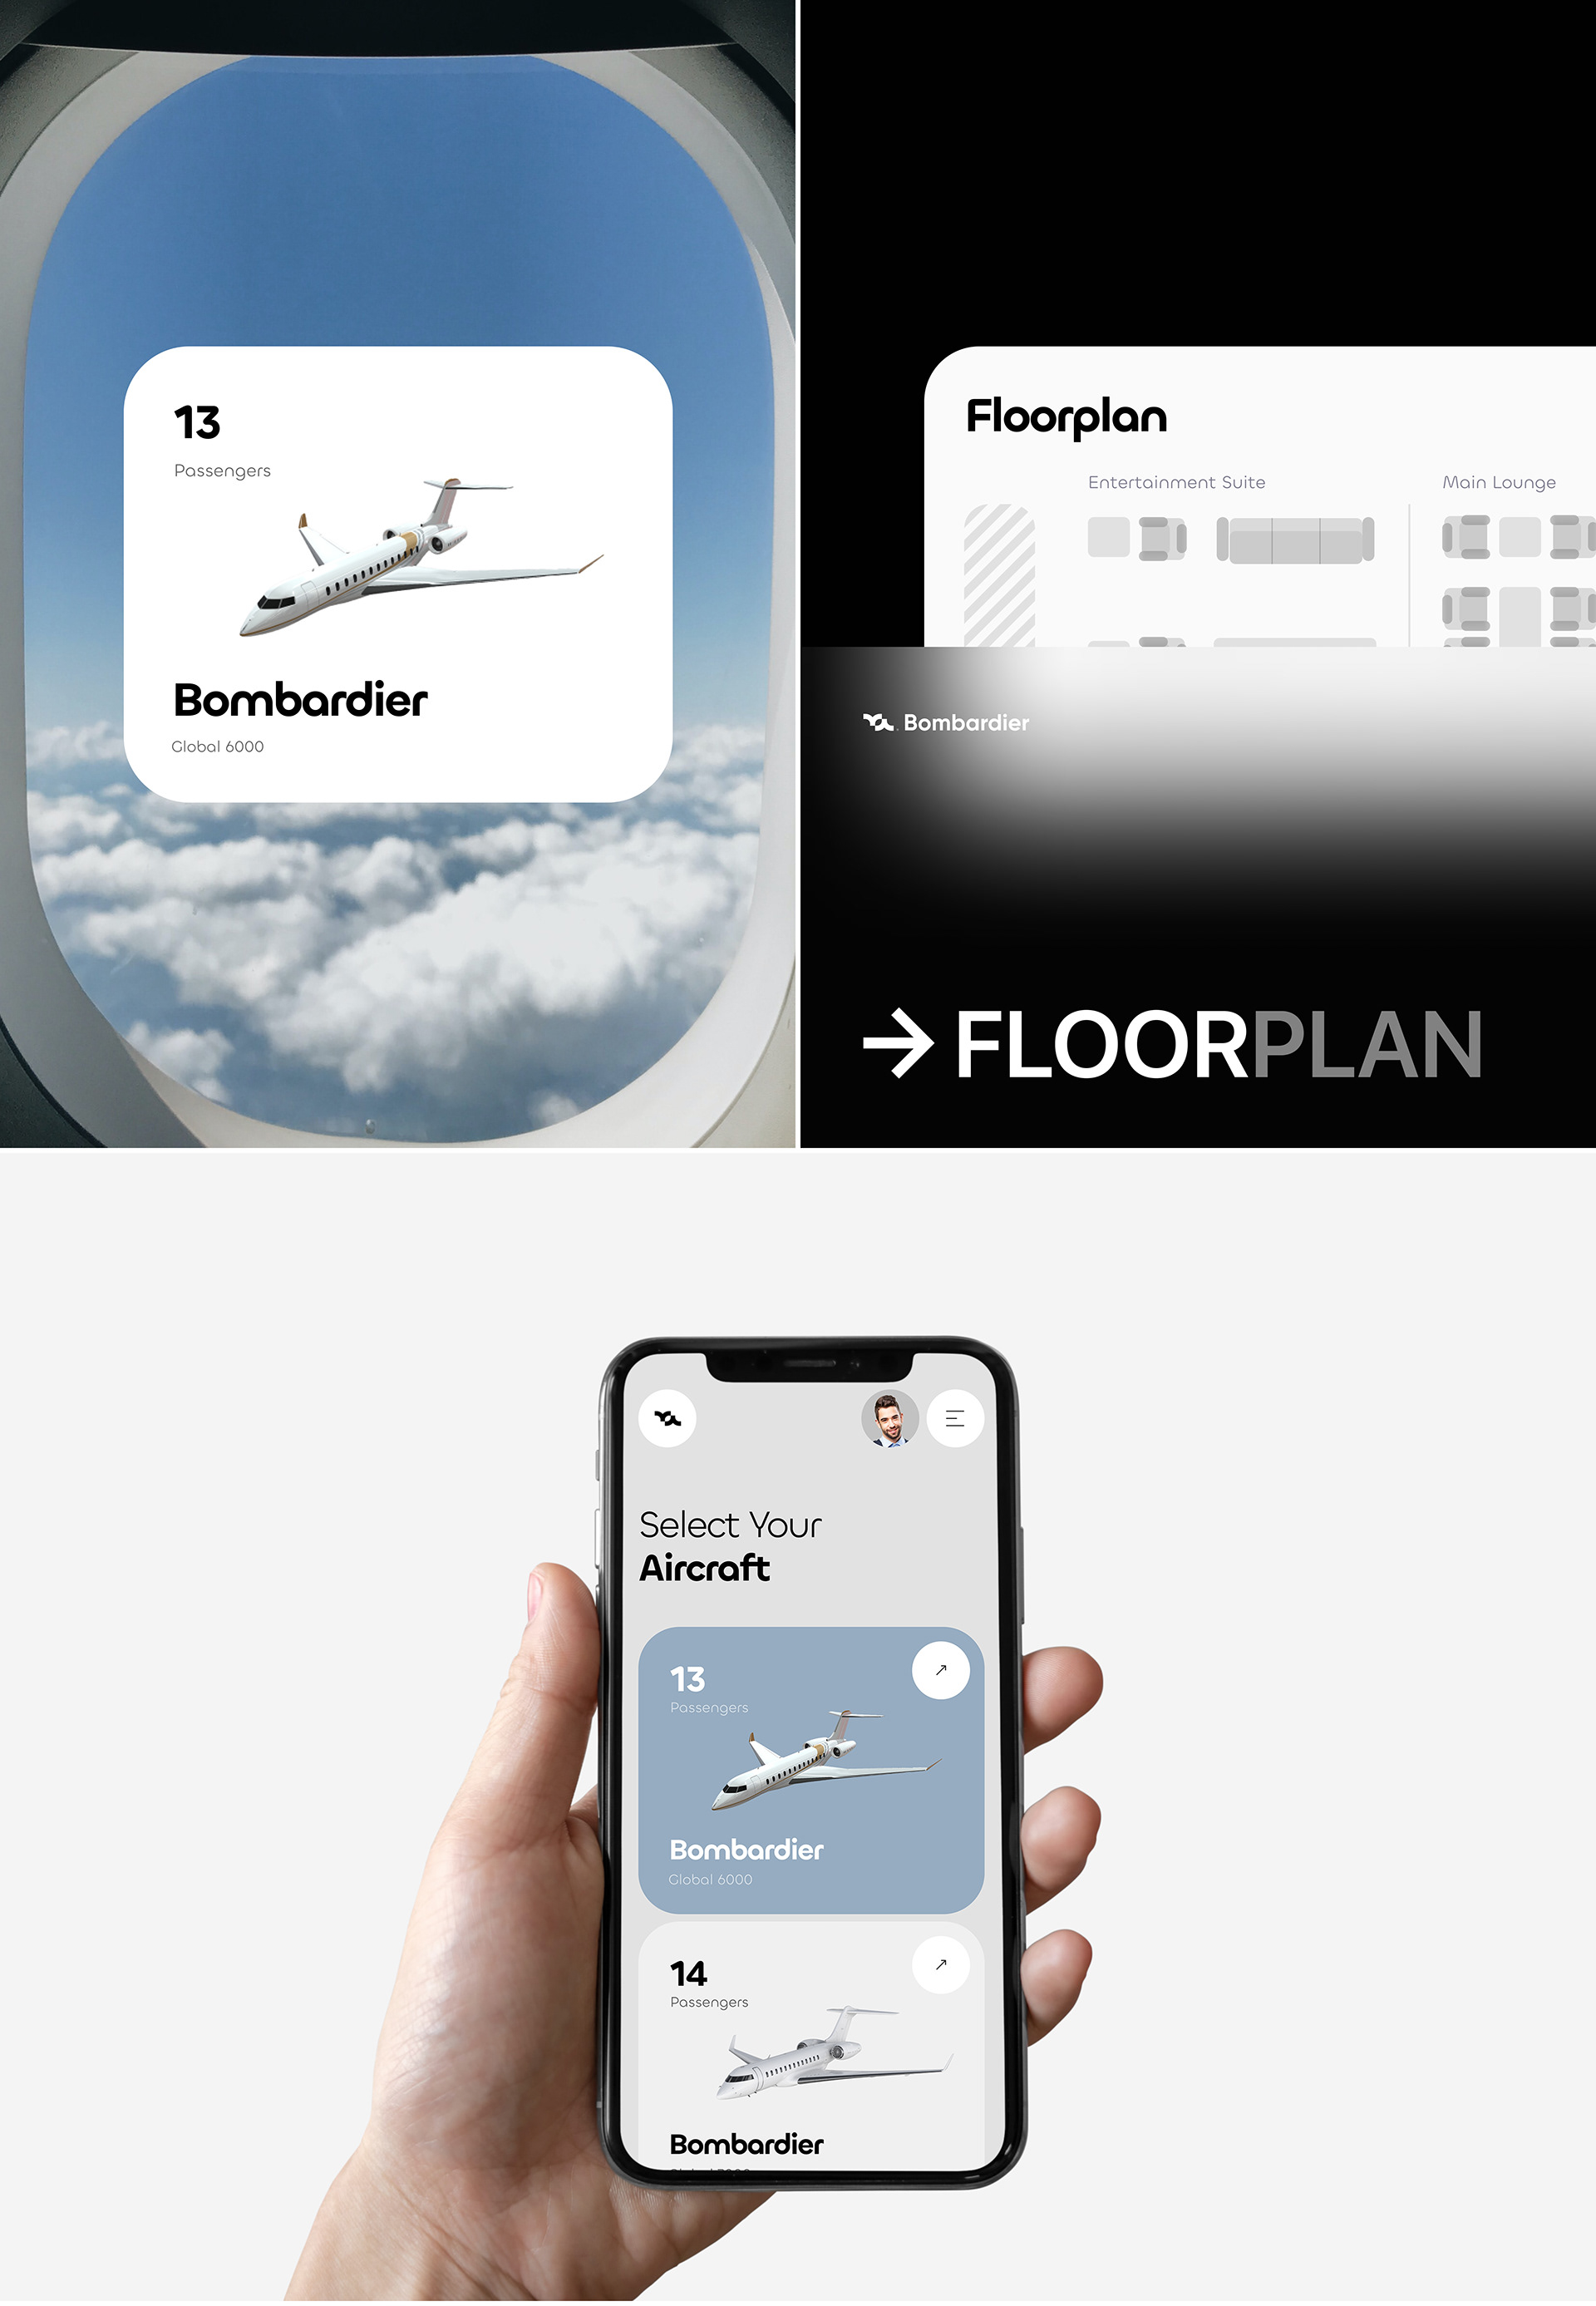 13
Passengers
Bombardier
Global 6000
Floorplan
Entertainment Suite
Main Lounge
Bombardier
FLOORPLAN
Select Your
Aircraft
13
Passengers
Bombardier
Global 6000
14
Passengers
Bombardier